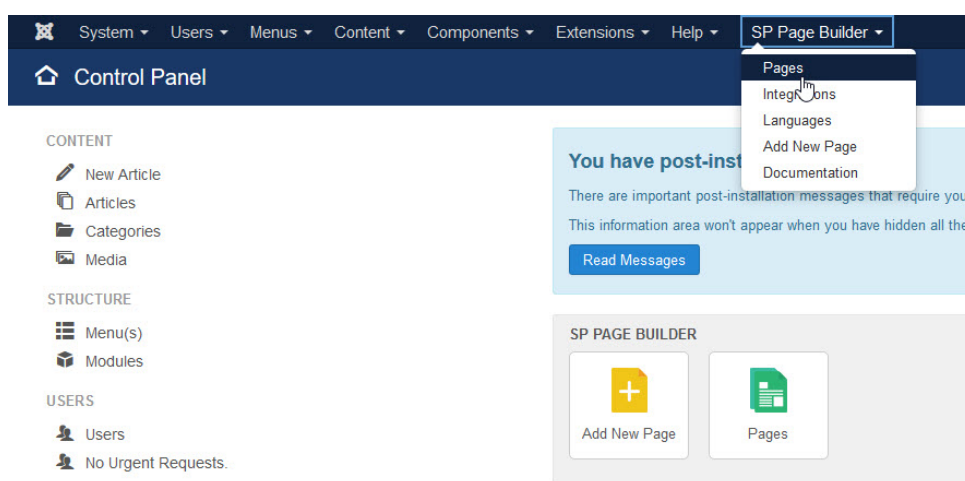 System Users Menus Content Components Extensions Help SP Page Builder
Control Panel
Pages
Languages
Add New Page
Documentation
CONTENT
New Article
Articles
Categories
Media
STRUCTURE
Menu(s)
Modules
USERS
Users
No Urgent Requests.
You have post-inst
There are important post-installation messages that require you
This information area won't appear when you have hidden all the
Read Messages
SP PAGE BUILDER
Add New Page
Pages